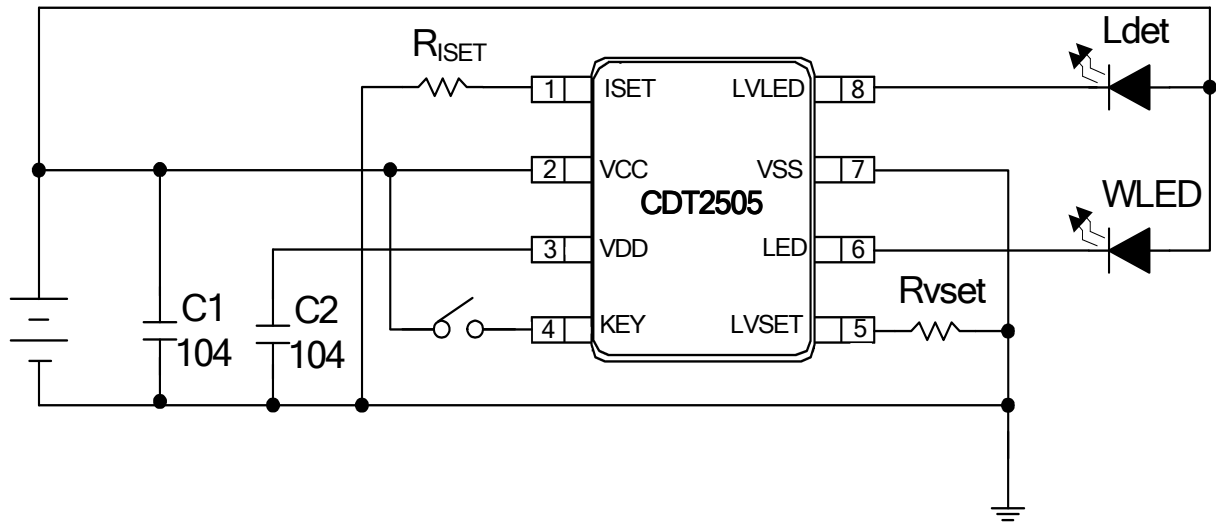 Ldet
RISET
1 ISET LVLED 8
2 VCC VSS 7
CDT2505
WLED
3 VDD LED 6
C1
104
C2
104
Rvset
4 KEY LVSET 5